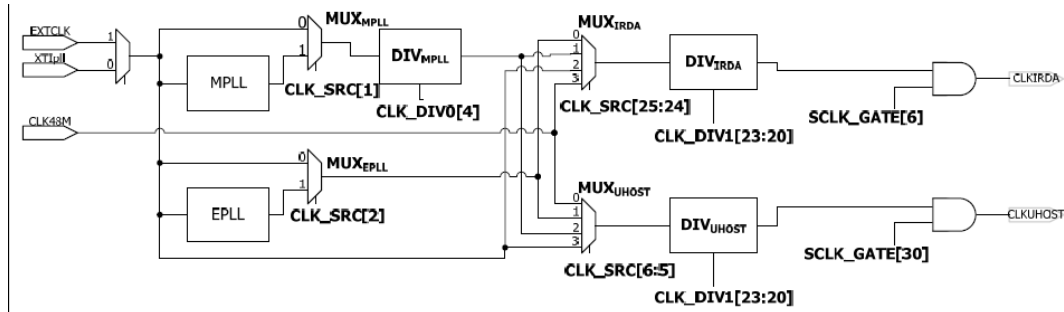 EXTCLK
1
XTIpll
0
0
MUXMPLL
1
MPLL
CLK_SRC[1]
DIVMPLL
CLK_DIV0[4]
MUXIRDA
0
1
2
3
CLK_SRC[25:24]
DIVIRDA
CLK_DIV1[23:20]
SCLK_GATE[6]
CLKIRDA
CLK48M
0
MUXEPLL
1
EPLL
CLK_SRC[2]
MUXUHOST
0
1
2
3
CLK_SRC[6:5]
DIVUHOST
CLK_DIV1[23:20]
SCLK_GATE[30]
CLKUHOST